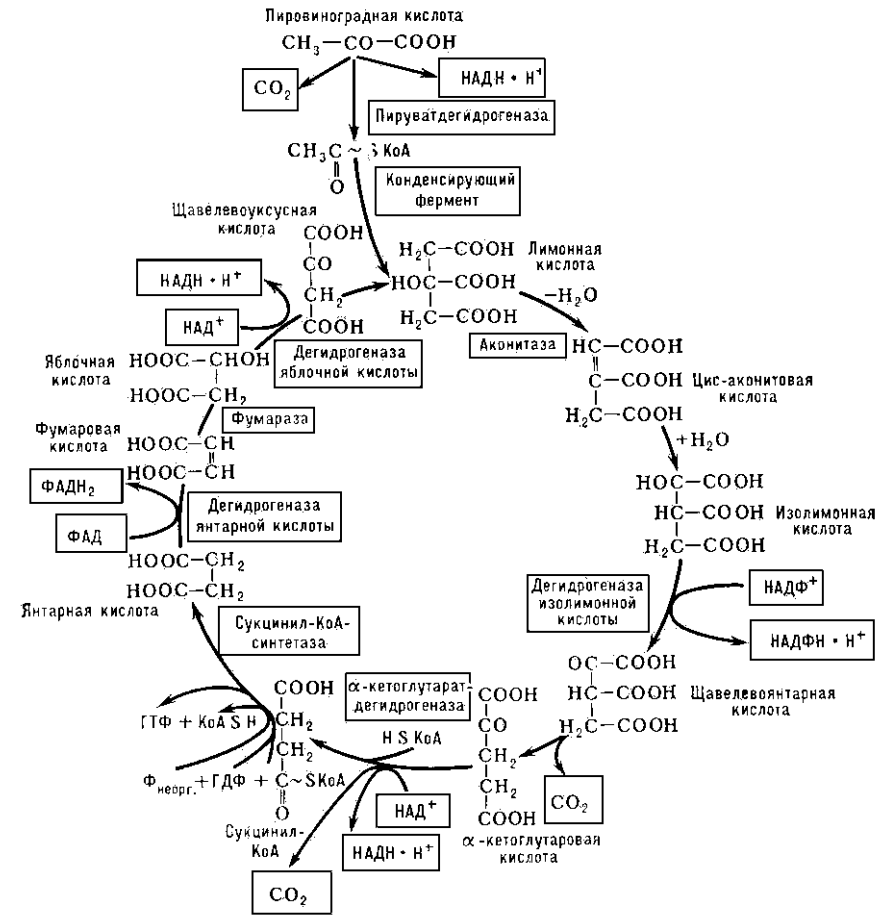 Пировиноградная кислота
CH₃—CO—COOH
CO₂
НАДН • H⁺
Пируватдегидрогеназа
CH₃C~SKoA
O
Конденсирующий
фермент
Щавелевоуксусная
кислота
COOH
CO
CH₂
COOH
H₂C—COOH
HOC—COOH
H₂C—COOH
Лимонная
кислота
—H₂O
НАДН • H⁺
НАД⁺
Дегидрогеназа
яблочной кислоты
Аконитаза
HC—COOH
C—COOH
H₂C—COOH
Цис-аконитовая
кислота
+H₂O
Яблочная
кислота
HOOC—CHOH
HOOC—CH₂
Фумараза
Фумаровая
кислота
HOOC—CH
HOOC—CH
ФАДН₂
ФАД
Дегидрогеназа
янтарной кислоты
HOC—COOH
HC—COOH
H₂C—COOH
Изолимонная
кислота
HOOC—CH₂
HOOC—CH₂
Янтарная кислота
Дегидрогеназа
изолимонной
кислоты
НАДФ⁺
НАДФН • H⁺
Сукцинил-КоА-
синтетаза
OC—COOH
HC—COOH
H₂C—COOH
Щавелевоянтарная
кислота
COOH
CH₂
CH₂
C~SKoA
O
α-кетоглутарат-
дегидрогеназа
COOH
CO
CH₂
CH₂
COOH
ГТФ + КоАSH
HSKoA
Фнеорг.+ГДФ +
CO₂
НАД⁺
Сукцинил-
КоА
НАДН • H⁺
α-кетоглутаровая
кислота
CO₂